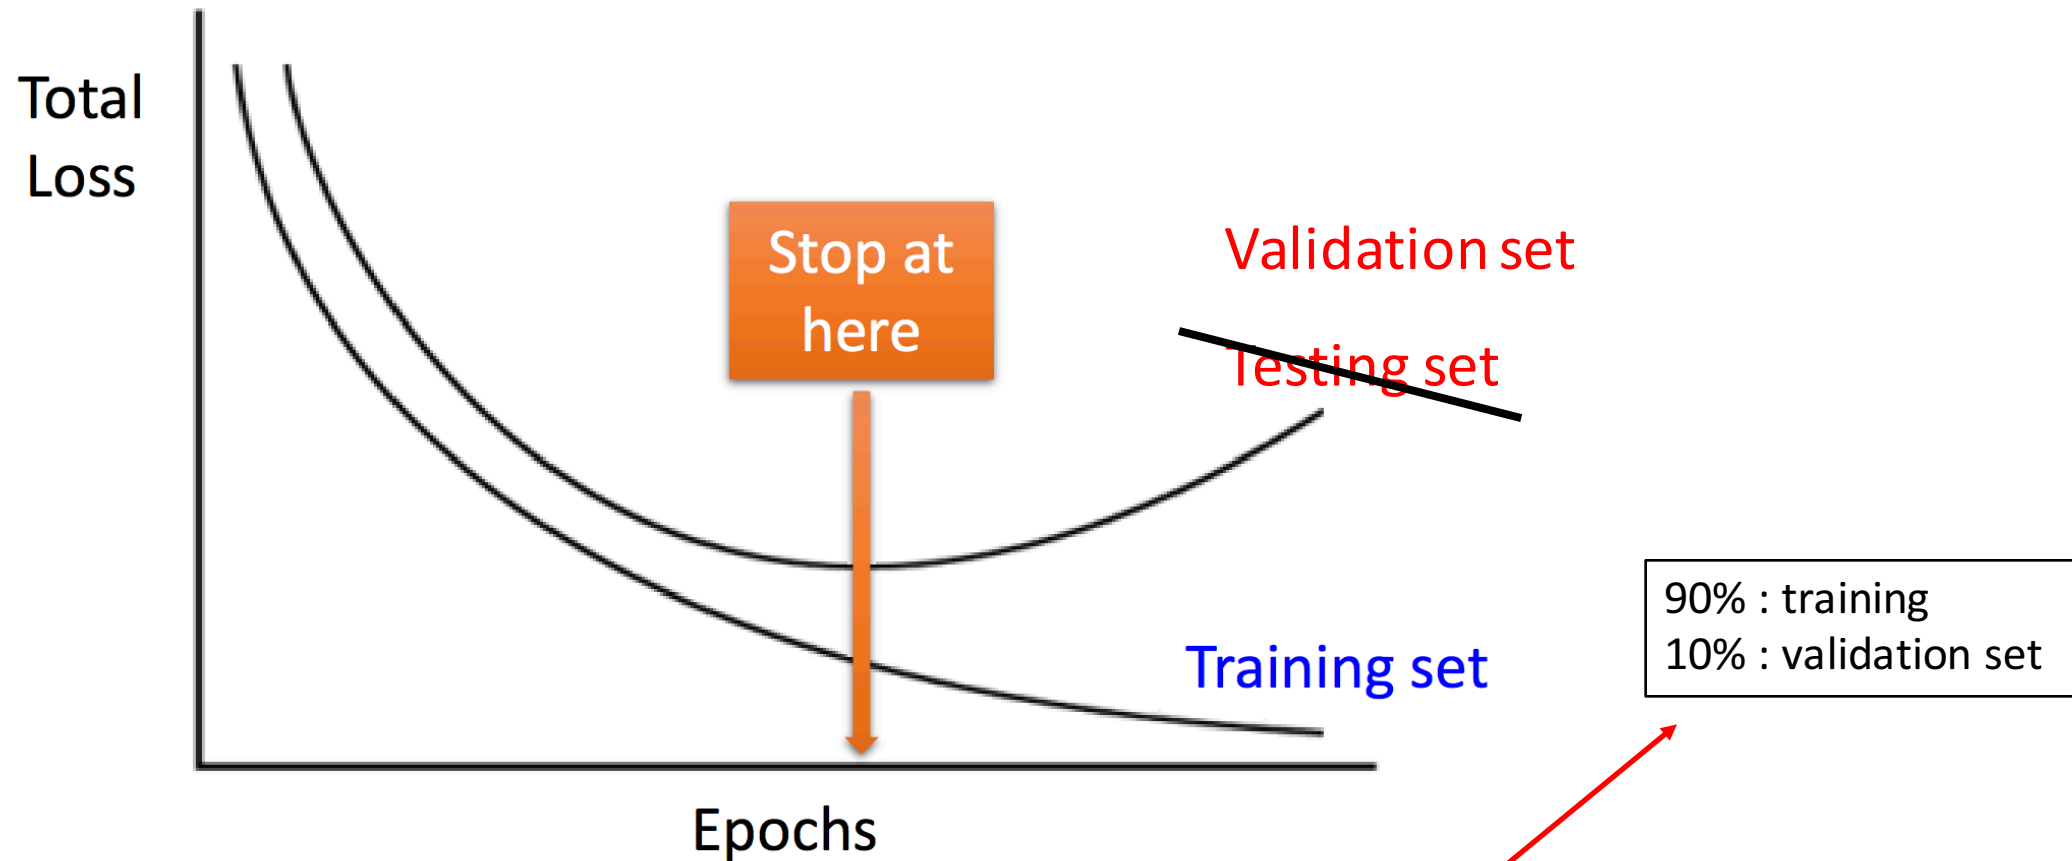 Total
Loss
Stop at
here
Validation set
Testing set
Training set
90% : training
10% : validation set
Epochs